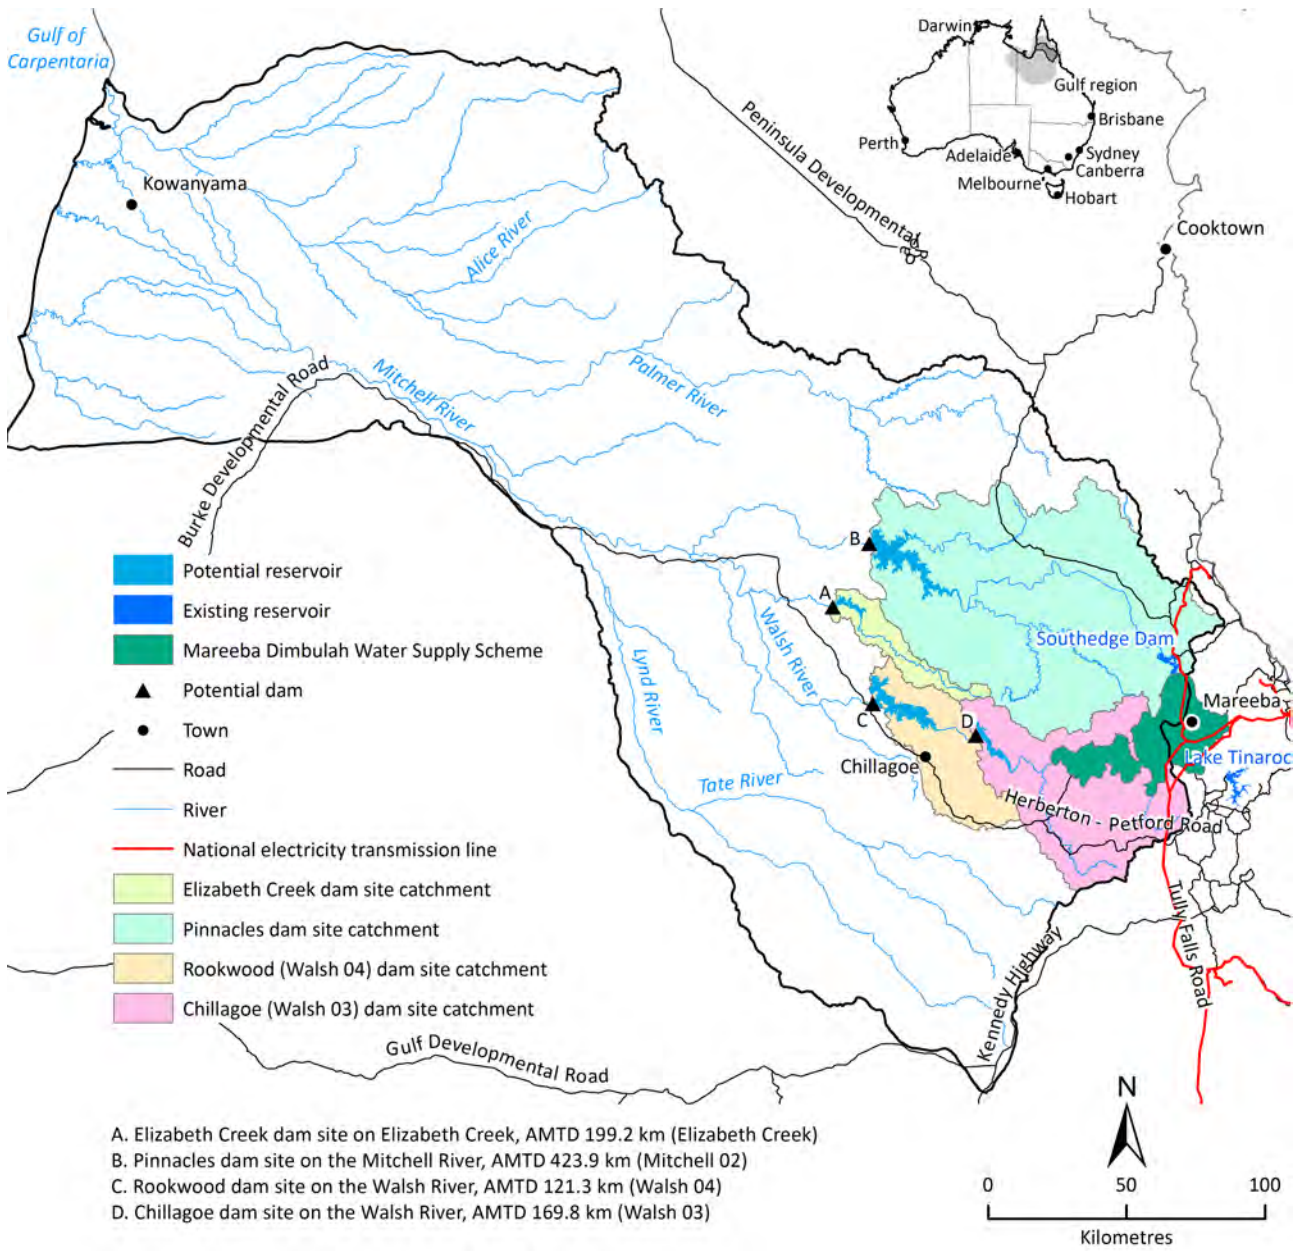 Gulf of
Carpentaria
Darwin
Gulf region
Brisbane
Perth
Adelaide
Sydney
Canberra
Melbourne
Hobart
Peninsula Developmental Road
Kowanyama
Cooktown
Alice River
Palmer River
Mitchell River
Burke Developmental Road
B
A
Walsh River
Lynd River
Southedge Dam
Mareeba
C
D
Chillagoe
Lake Tinaroo
Tate River
Herberton - Petford Road
Tully Falls Road
Kennedy Highway
Gulf Developmental Road
Potential reservoir
Existing reservoir
Mareeba Dimbulah Water Supply Scheme
Potential dam
Town
Road
River
National electricity transmission line
Elizabeth Creek dam site catchment
Pinnacles dam site catchment
Rookwood (Walsh 04) dam site catchment
Chillagoe (Walsh 03) dam site catchment
A. Elizabeth Creek dam site on Elizabeth Creek, AMTD 199.2 km (Elizabeth Creek)
B. Pinnacles dam site on the Mitchell River, AMTD 423.9 km (Mitchell 02)
C. Rookwood dam site on the Walsh River, AMTD 121.3 km (Walsh 04)
D. Chillagoe dam site on the Walsh River, AMTD 169.8 km (Walsh 03)
N
0 50 100
Kilometres